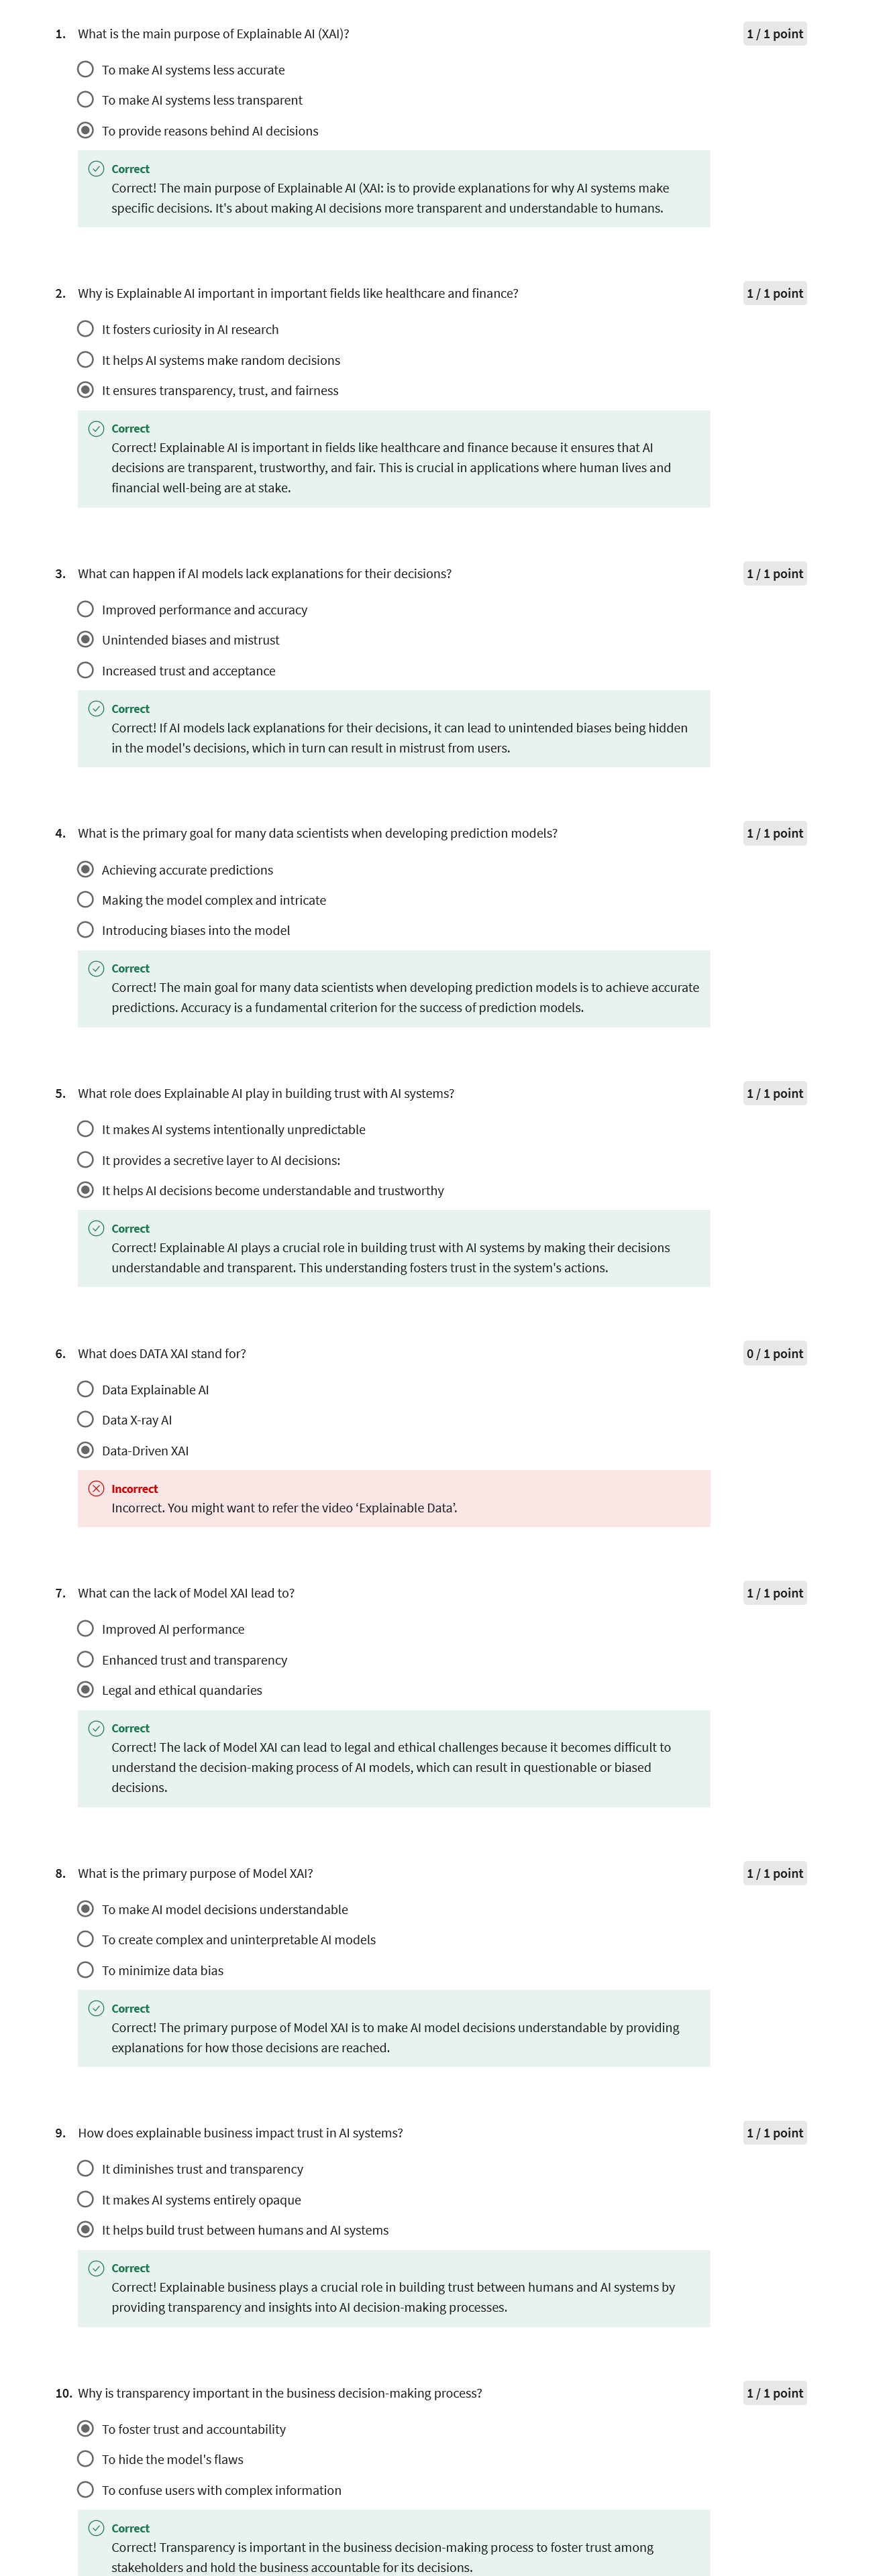 1. What is the main purpose of Explainable AI (XAI)? 1 / 1 point
To make AI systems less accurate
To make AI systems less transparent
To provide reasons behind AI decisions
Correct
Correct! The main purpose of Explainable AI (XAI: is to provide explanations for why AI systems make
specific decisions. It's about making AI decisions more transparent and understandable to humans.
2. Why is Explainable AI important in important fields like healthcare and finance? 1 / 1 point
It fosters curiosity in AI research
It helps AI systems make random decisions
It ensures transparency, trust, and fairness
Correct
Correct! Explainable AI is important in fields like healthcare and finance because it ensures that AI
decisions are transparent, trustworthy, and fair. This is crucial in applications where human lives and
financial well-being are at stake.
3. What can happen if AI models lack explanations for their decisions? 1 / 1 point
Improved performance and accuracy
Unintended biases and mistrust
Increased trust and acceptance
Correct
Correct! If AI models lack explanations for their decisions, it can lead to unintended biases being hidden
in the model's decisions, which in turn can result in mistrust from users.
4. What is the primary goal for many data scientists when developing prediction models? 1 / 1 point
Achieving accurate predictions
Making the model complex and intricate
Introducing biases into the model
Correct
Correct! The main goal for many data scientists when developing prediction models is to achieve accurate
predictions. Accuracy is a fundamental criterion for the success of prediction models.
5. What role does Explainable AI play in building trust with AI systems? 1 / 1 point
It makes AI systems intentionally unpredictable
It provides a secretive layer to AI decisions:
It helps AI decisions become understandable and trustworthy
Correct
Correct! Explainable AI plays a crucial role in building trust with AI systems by making their decisions
understandable and transparent. This understanding fosters trust in the system's actions.
6. What does DATA XAI stand for? 0 / 1 point
Data Explainable AI
Data X-ray AI
Data-Driven XAI
Incorrect
Incorrect. You might want to refer the video ‘Explainable Data’.
7. What can the lack of Model XAI lead to? 1 / 1 point
Improved AI performance
Enhanced trust and transparency
Legal and ethical quandaries
Correct
Correct! The lack of Model XAI can lead to legal and ethical challenges because it becomes difficult to
understand the decision-making process of AI models, which can result in questionable or biased
decisions.
8. What is the primary purpose of Model XAI? 1 / 1 point
To make AI model decisions understandable
To create complex and uninterpretable AI models
To minimize data bias
Correct
Correct! The primary purpose of Model XAI is to make AI model decisions understandable by providing
explanations for how those decisions are reached.
9. How does explainable business impact trust in AI systems? 1 / 1 point
It diminishes trust and transparency
It makes AI systems entirely opaque
It helps build trust between humans and AI systems
Correct
Correct! Explainable business plays a crucial role in building trust between humans and AI systems by
providing transparency and insights into AI decision-making processes.
10. Why is transparency important in the business decision-making process? 1 / 1 point
To foster trust and accountability
To hide the model's flaws
To confuse users with complex information
Correct
Correct! Transparency is important in the business decision-making process to foster trust among
stakeholders and hold the business accountable for its decisions.